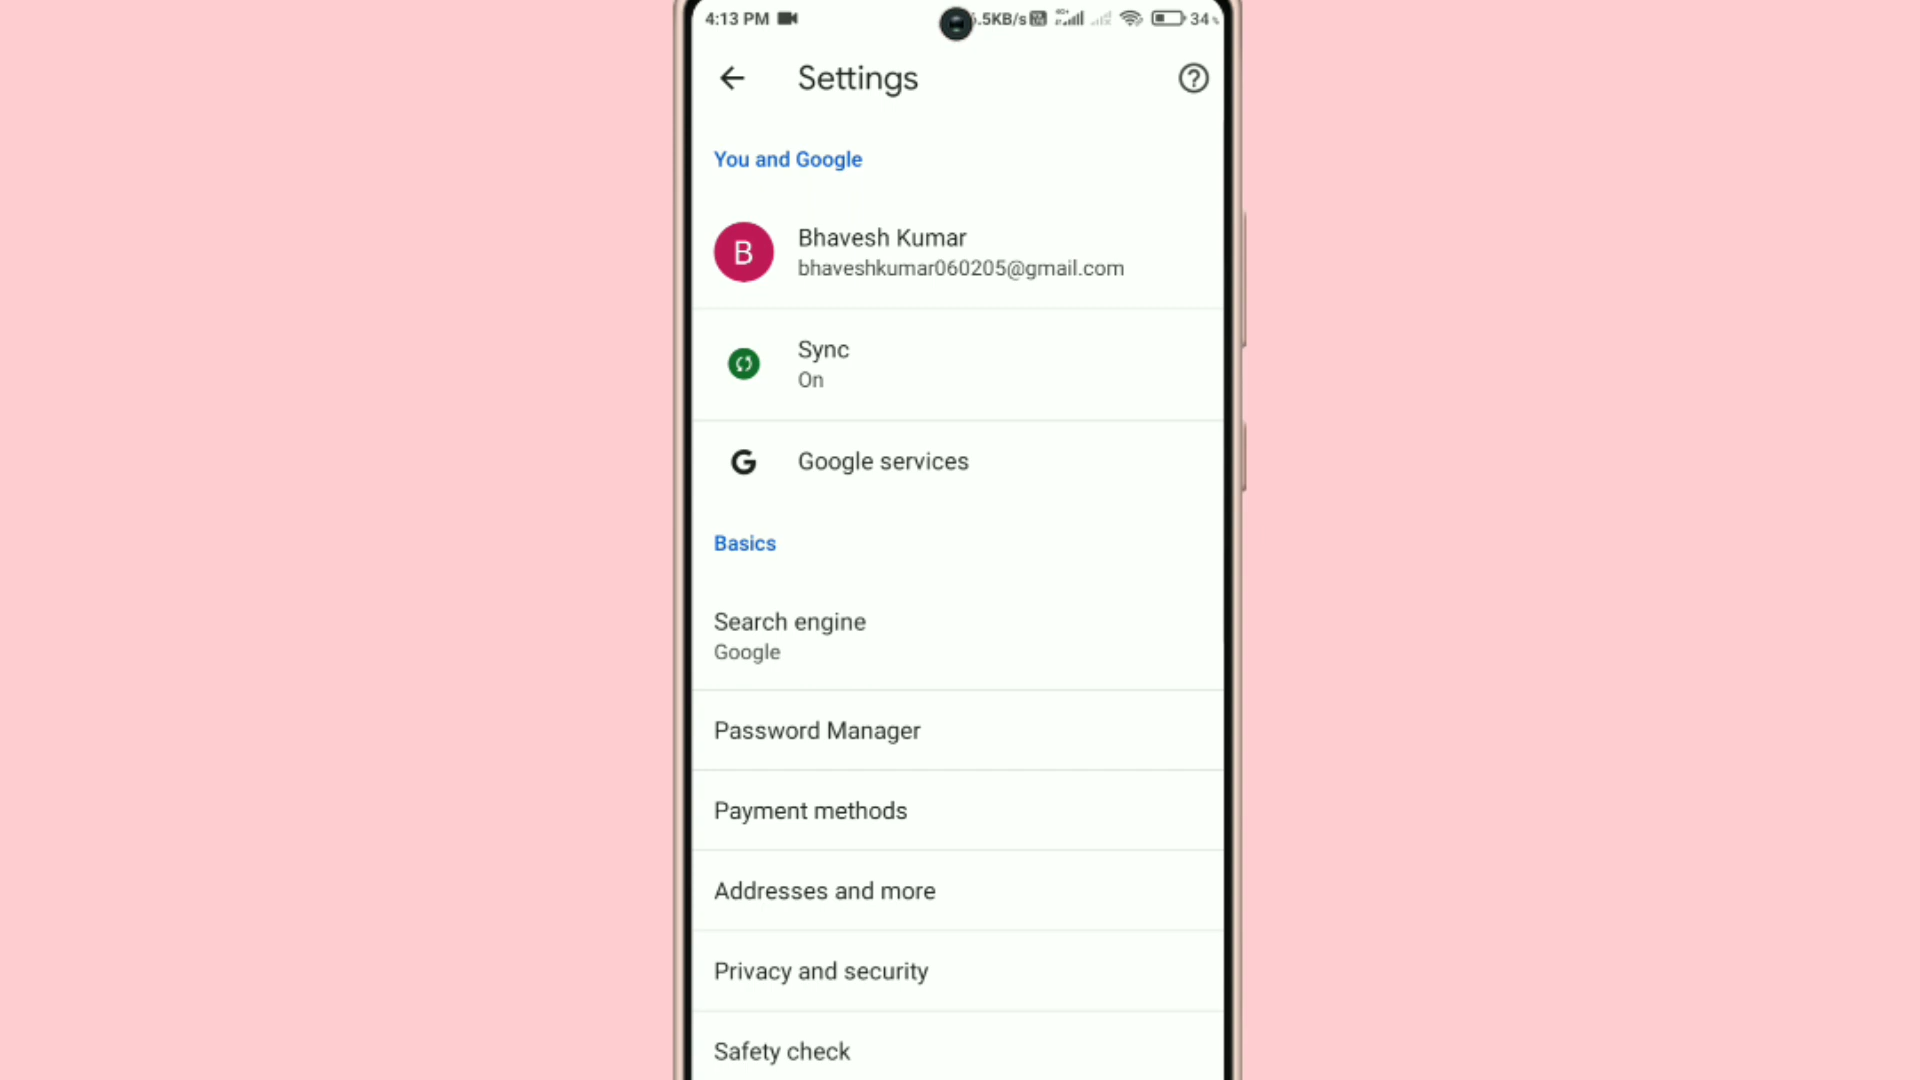 4:13 PM .5KB/s 34
Settings
You and Google
B
Bhavesh Kumar
bhaveshkumar060205@gmail.com
Sync
On
Google services
Basics
Search engine
Google
Password Manager
Payment methods
Addresses and more
Privacy and security
Safety check